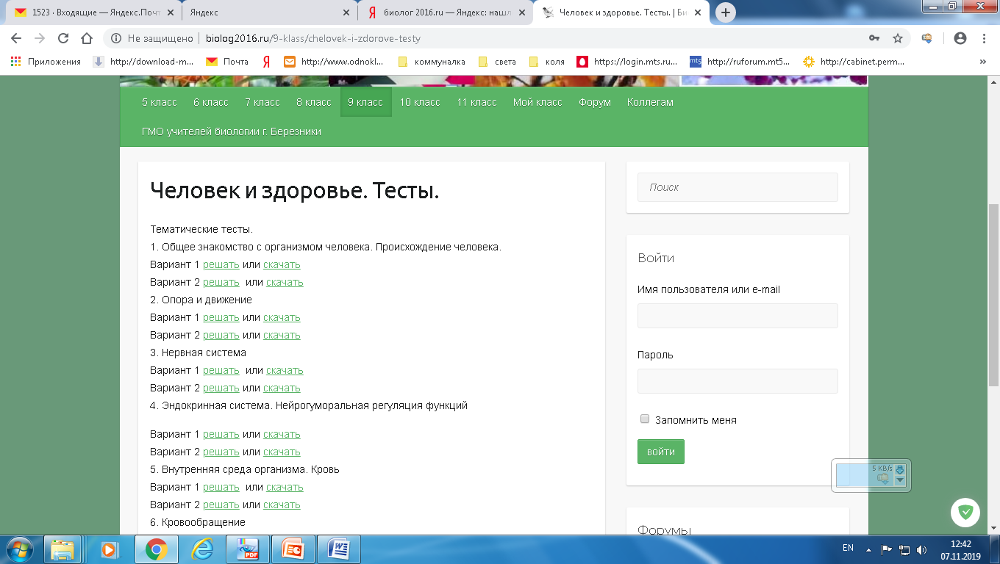 1523 · Входящие — Яндекс.Почт
Яндекс
биолог 2016.ru — Яндекс: нашл
Человек и здоровье. Тесты. | Би
Не защищено | biolog2016.ru/9-klass/chelovek-i-zdorove-testy
Приложения
http://download-m...
Почта
http://www.odnokl...
коммуналка
света
коля
https://login.mts.ru...
http://ruforum.mt5...
http://cabinet.perm...
»
5 класс
6 класс
7 класс
8 класс
9 класс
10 класс
11 класс
Мой класс
Форум
Коллегам
ГМО учителей биологии г. Березники
Человек и здоровье. Тесты.
Тематические тесты.
1. Общее знакомство с организмом человека. Происхождение человека.
Вариант 1 решать или скачать
Вариант 2 решать или скачать
2. Опора и движение
Вариант 1 решать или скачать
Вариант 2 решать или скачать
3. Нервная система
Вариант 1 решать или скачать
Вариант 2 решать или скачать
4. Эндокринная система. Нейрогуморальная регуляция функций
Вариант 1 решать или скачать
Вариант 2 решать или скачать
5. Внутренняя среда организма. Кровь
Вариант 1 решать или скачать
Вариант 2 решать или скачать
6. Кровообращение
Поиск
Войти
Имя пользователя или e-mail
Пароль
Запомнить меня
войти
5 KB/s
Форумы
PDF
EN
12:42
07.11.2019